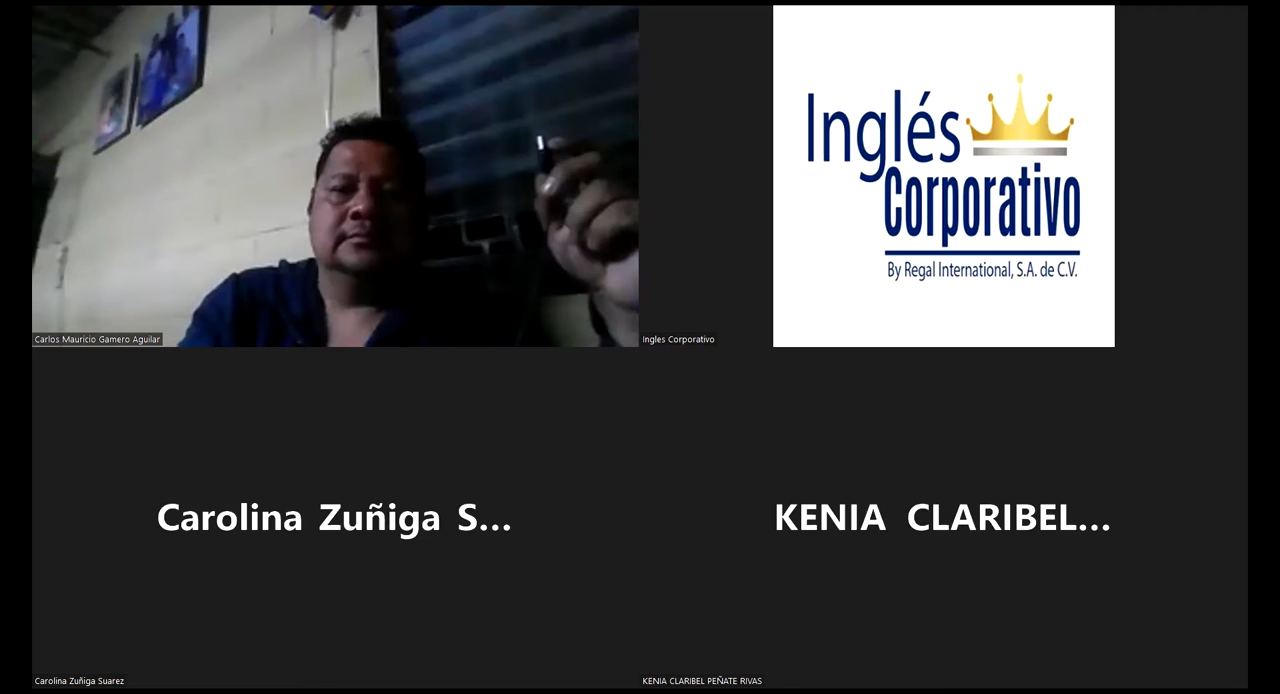 Inglés
Corporativo
By Regal International, S.A. de C.V.
Carlos Mauricio Gamero Aguilar
Ingles Corporativo
Carolina Zuñiga S...
KENIA CLARIBEL...
Carolina Zuñiga Suarez
KENIA CLARIBEL PEÑATE RIVAS